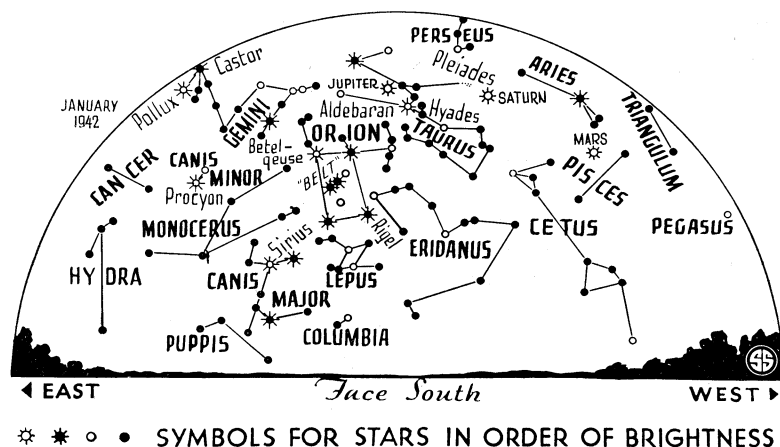 PERSEUS
Castor
Pleiades
ARIES
Pollux
JUPITER
SATURN
JANUARY
1942
GEMINI
Aldebaran
Hyades
TRIANGULUM
ORION
TAURUS
MARS
Betel-
geuse
CANCER
CANIS
MINOR
Procyon
"BELT"
PISCES
MONOCERUS
Sirius
Rigel
ERIDANUS
CETUS
PEGASUS
HYDRA
CANIS
MAJOR
LEPUS
PUPPIS
COLUMBIA
SS
EAST
Face South
WEST
SYMBOLS FOR STARS IN ORDER OF BRIGHTNESS